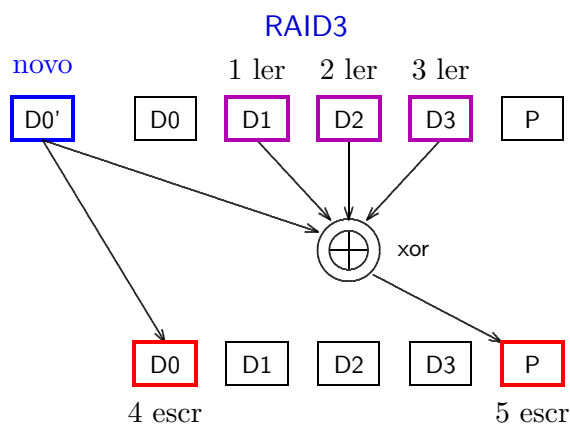 RAID3
novo 1 ler 2 ler 3 ler
D0' D0 D1 D2 D3 P
xor
D0 D1 D2 D3 P
4 escr 5 escr